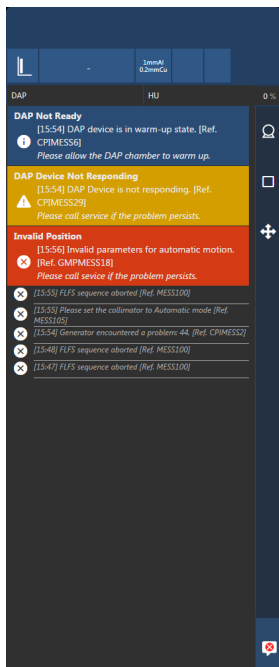 -
1mmAl
0.2mmCu
DAP
HU
0 %
DAP Not Ready
[15:54] DAP device is in warm-up state. [Ref.
CPIMESS6]
Please allow the DAP chamber to warm up.
DAP Device Not Responding
[15:54] DAP Device is not responding. [Ref.
CPIMESS29]
Please call service if the problem persists.
Invalid Position
[15:56] Invalid parameters for automatic motion.
[Ref. GMPMESS18]
Please call sevice if the problem persists.
[15:55] FLFS sequence aborted [Ref. MESS100]
[15:55] Please set the collimator to Automatic mode [Ref.
MESS105]
[15:54] Generator encountered a problem: 44. [Ref. CPIMESS2]
[15:48] FLFS sequence aborted [Ref. MESS100]
[15:47] FLFS sequence aborted [Ref. MESS100]